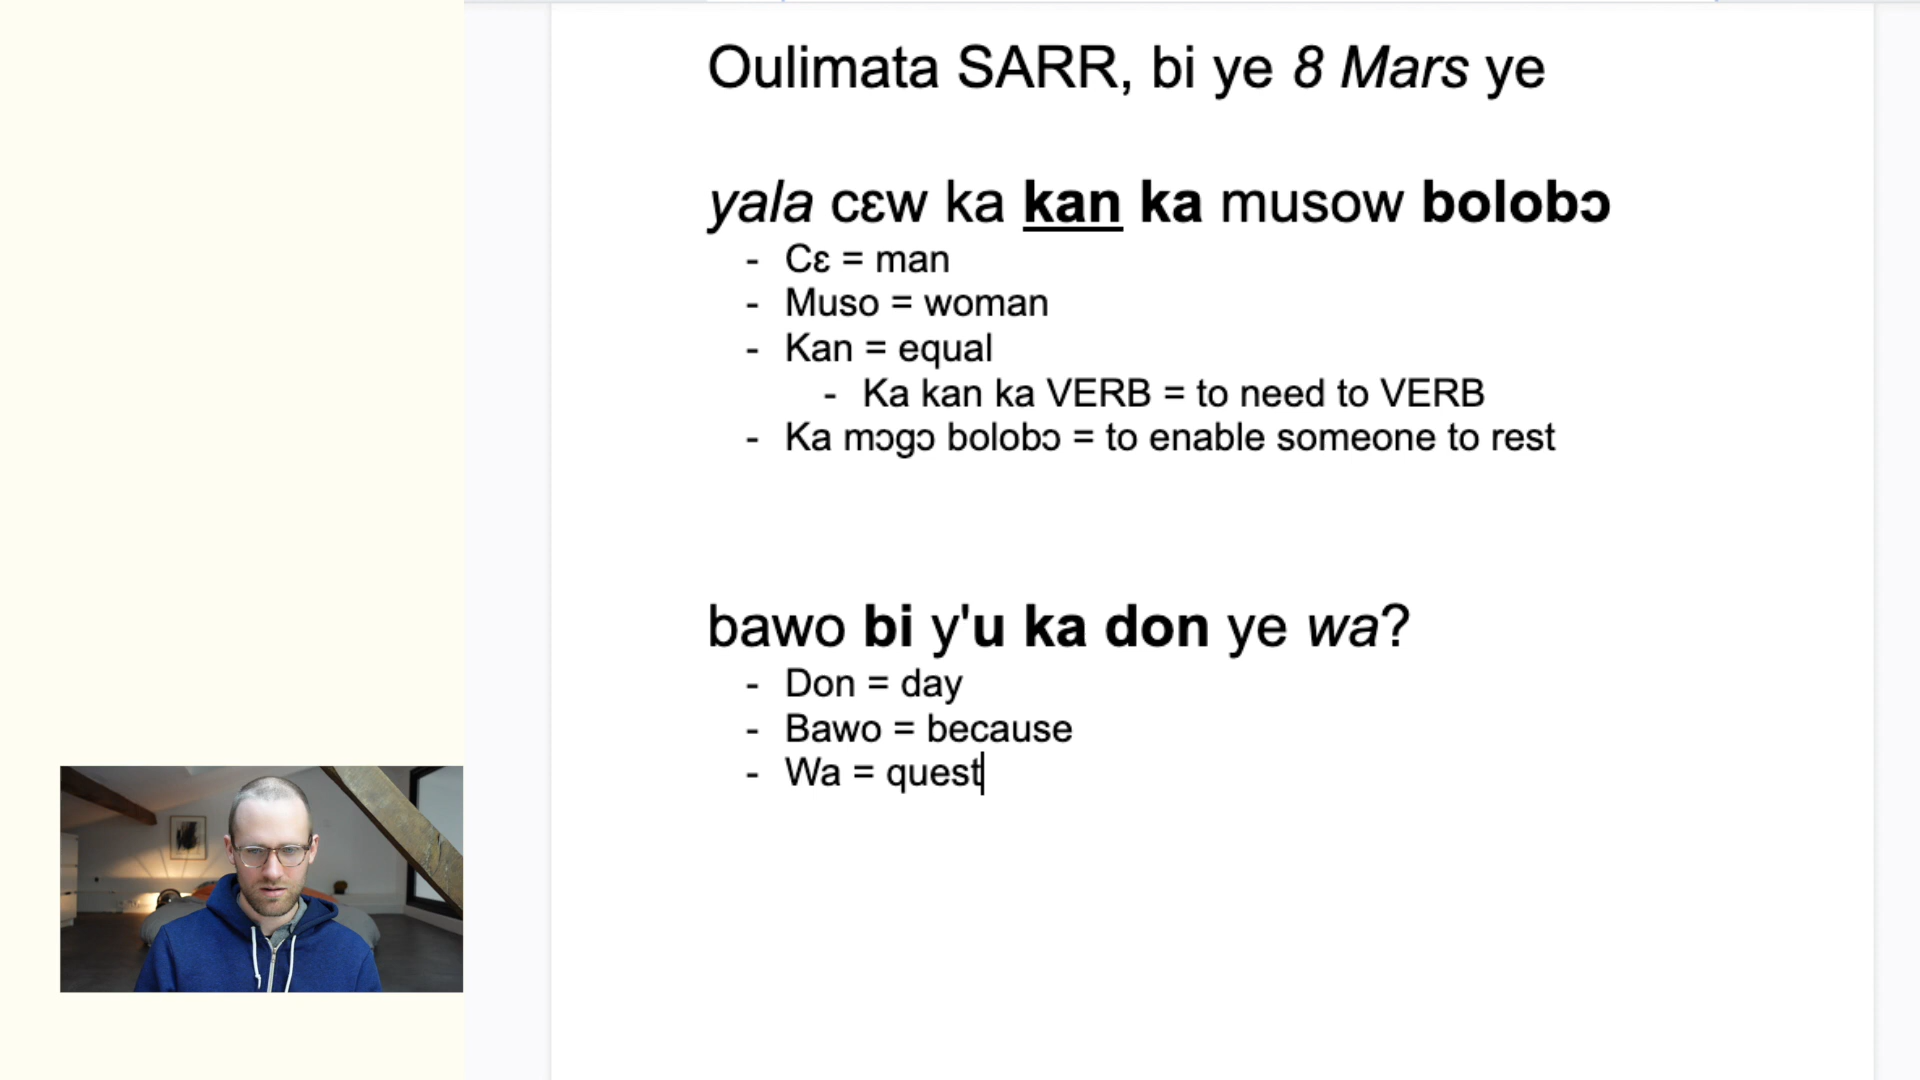 Oulimata SARR, bi ye 8 Mars ye
yala cɛw ka kan ka musow bolobɔ
- Cɛ = man
- Muso = woman
- Kan = equal
- Ka kan ka VERB = to need to VERB
- Ka mɔgɔ bolobɔ = to enable someone to rest
bawo bi y'u ka don ye wa?
- Don = day
- Bawo = because
- Wa = quest